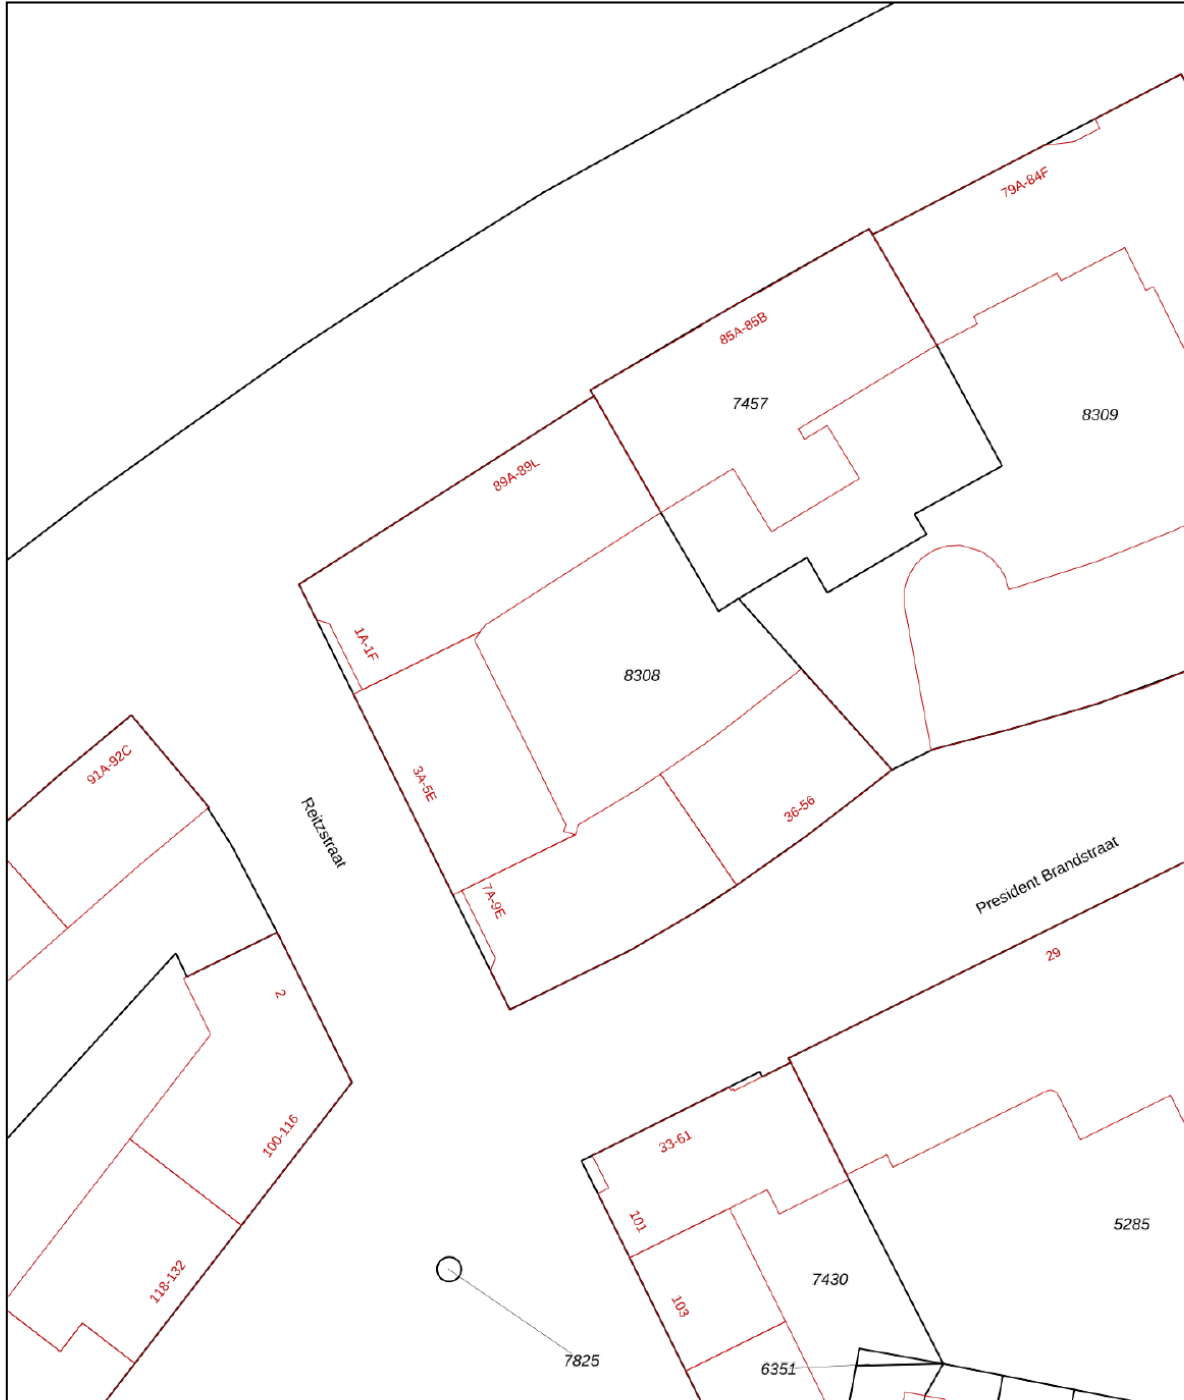 79A-84F
85A-85B
7457
8309
89A-89L
1A-1F
8308
91A-92C
3A-5E
Reitzstraat
36-56
President Brandstraat
7A-9E
29
2
100-116
33-61
101
5285
7430
118-132
103
7825
6351